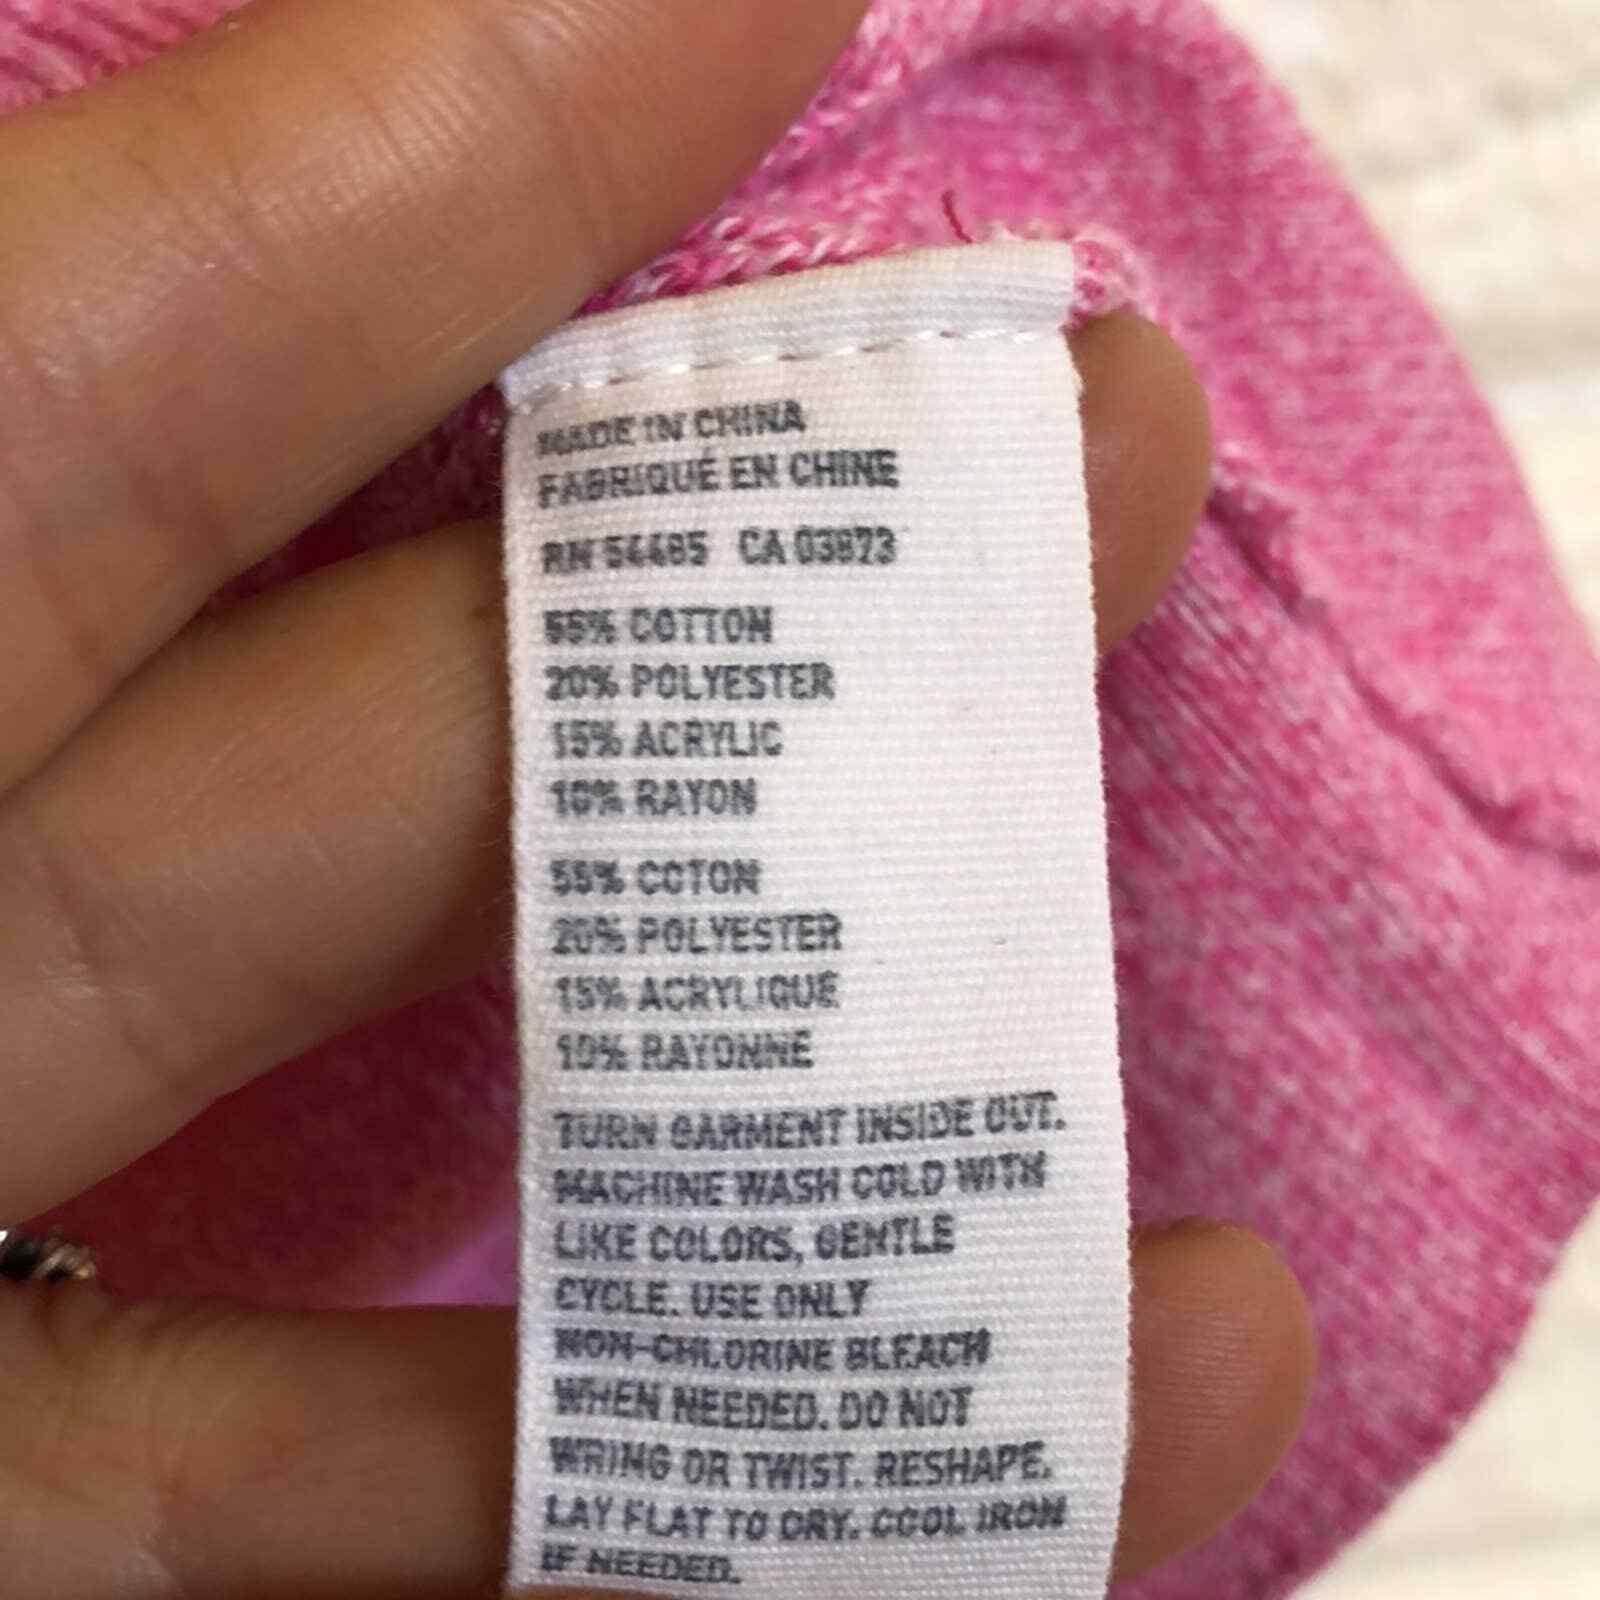 MADE IN CHINA
FABRIQUÉ EN CHINE
RN 54485 CA 03873
55% COTTON
20% POLYESTER
15% ACRYLIC
10% RAYON
55% COTON
20% POLYESTER
15% ACRYLIQUE
10% RAYONNE
TURN GARMENT INSIDE OUT.
MACHINE WASH COLD WITH
LIKE COLORS, GENTLE
CYCLE. USE ONLY
NON-CHLORINE BLEACH
WHEN NEEDED. DO NOT
WRING OR TWIST. RESHAPE.
LAY FLAT TO DRY. COOL IRON
IF NEEDED.